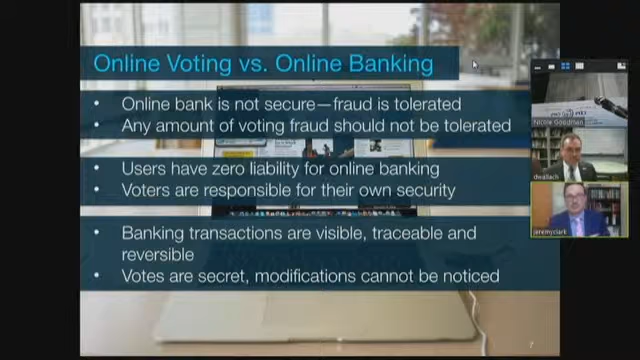 Online Voting vs. Online Banking
• Online bank is not secure—fraud is tolerated
• Any amount of voting fraud should not be tolerated
• Users have zero liability for online banking
• Voters are responsible for their own security
• Banking transactions are visible, traceable and
reversible
• Votes are secret, modifications cannot be noticed
7
Nicole Goodman
dwallach
jeremyclark